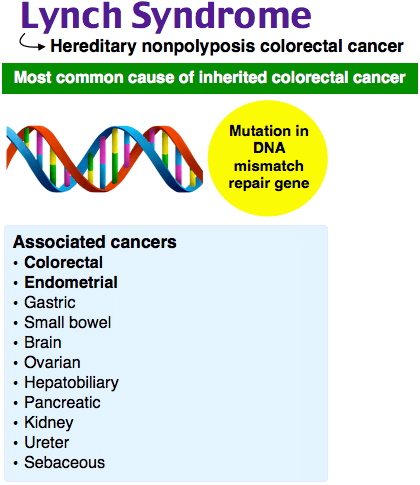 Lynch Syndrome
Hereditary nonpolyposis colorectal cancer
Most common cause of inherited colorectal cancer
Mutation in
DNA
mismatch
repair gene
Associated cancers
• Colorectal
• Endometrial
• Gastric
• Small bowel
• Brain
• Ovarian
• Hepatobiliary
• Pancreatic
• Kidney
• Ureter
• Sebaceous